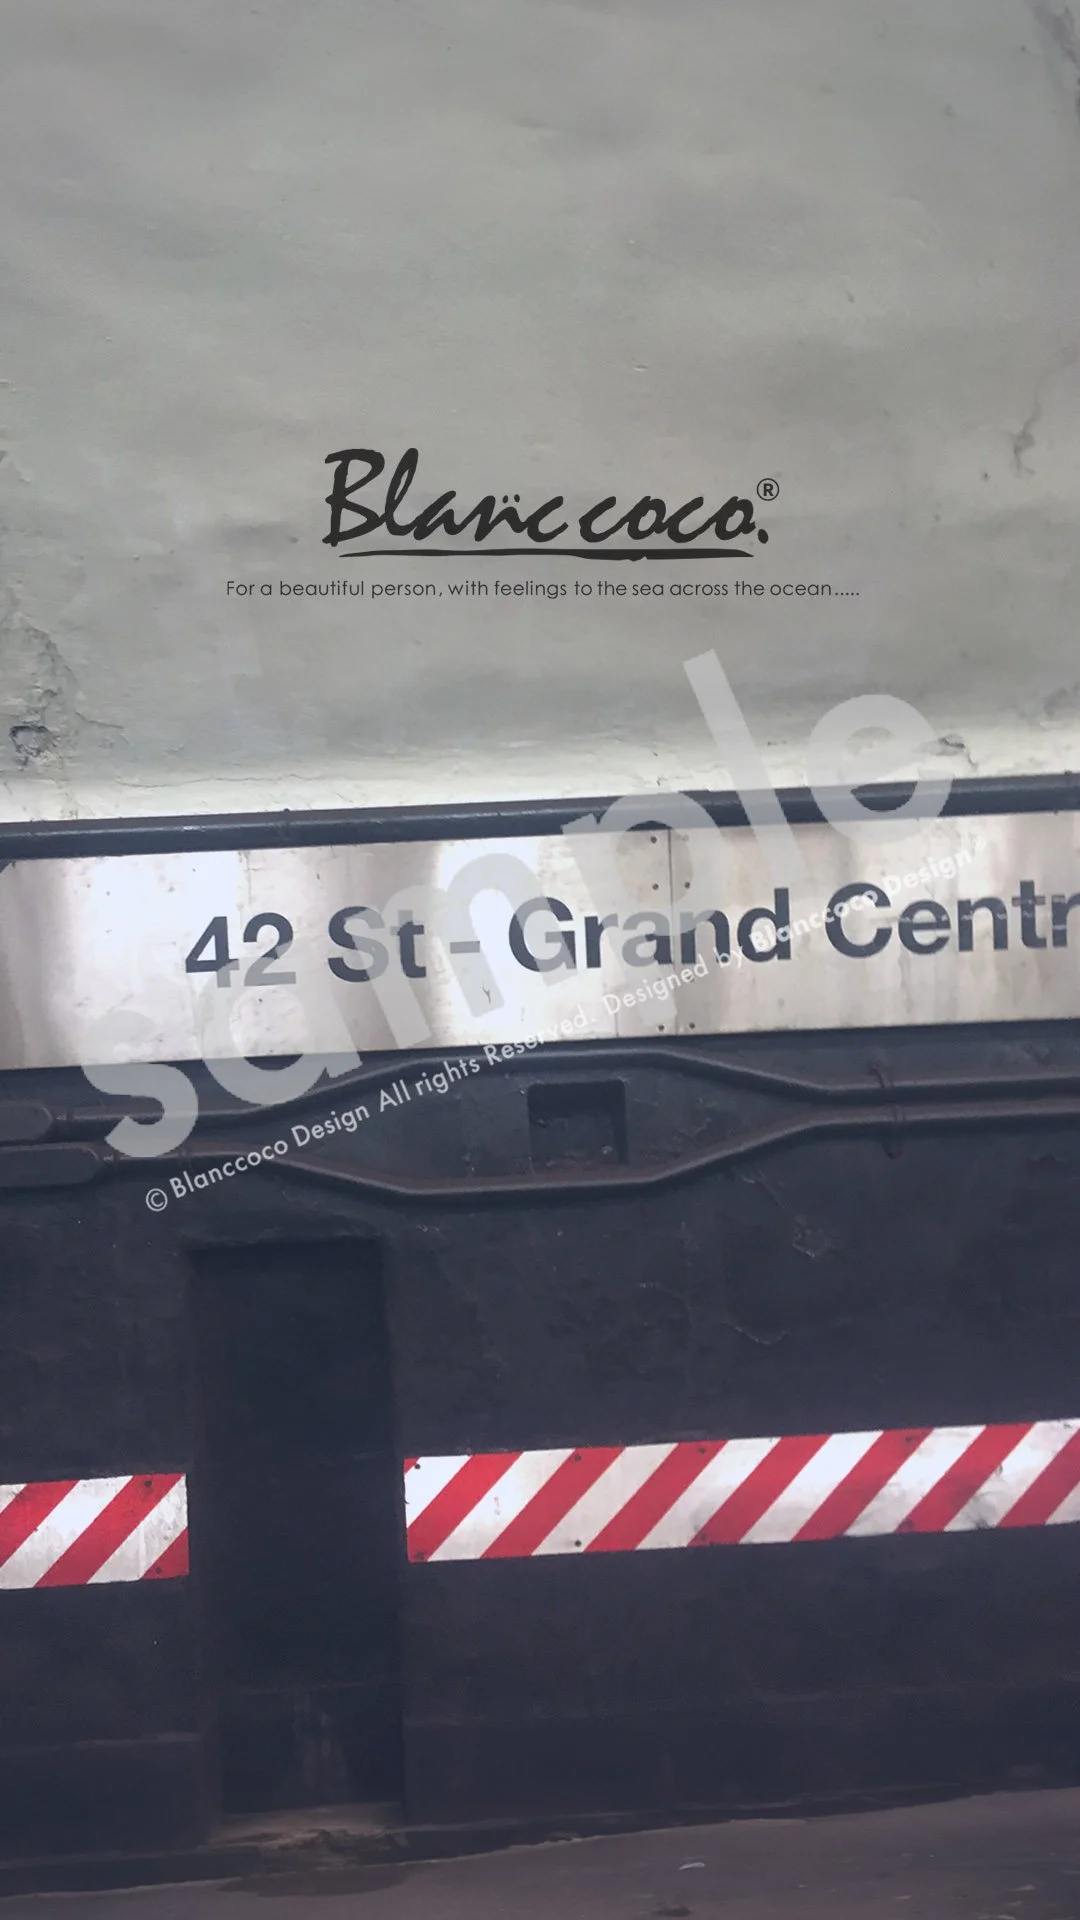 Blanc coco.®
For a beautiful person, with feelings to the sea across the ocean.....
sample
42 St - Grand Centr
© Blanccoco Design All rights Reserved. Designed by Blanccoco Design®